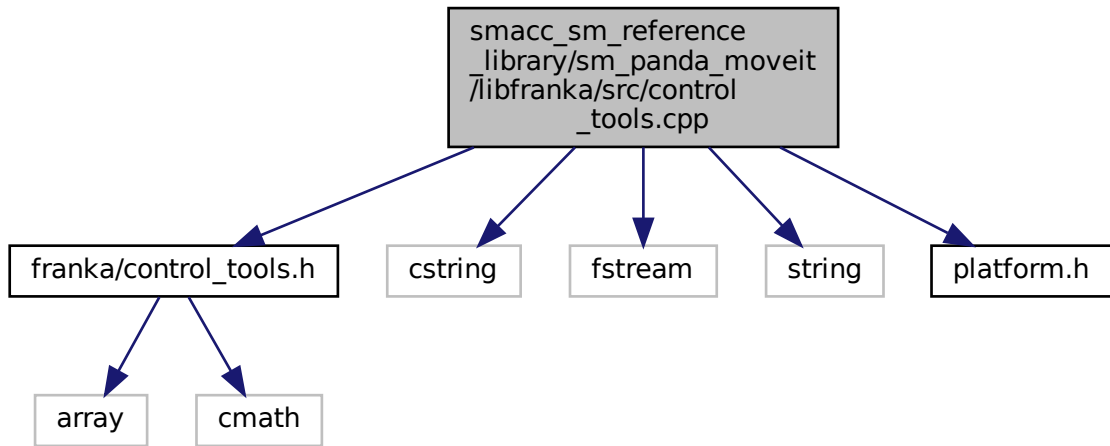 smacc_sm_reference
_library/sm_panda_moveit
/libfranka/src/control
_tools.cpp
franka/control_tools.h
cstring
fstream
string
platform.h
array
cmath